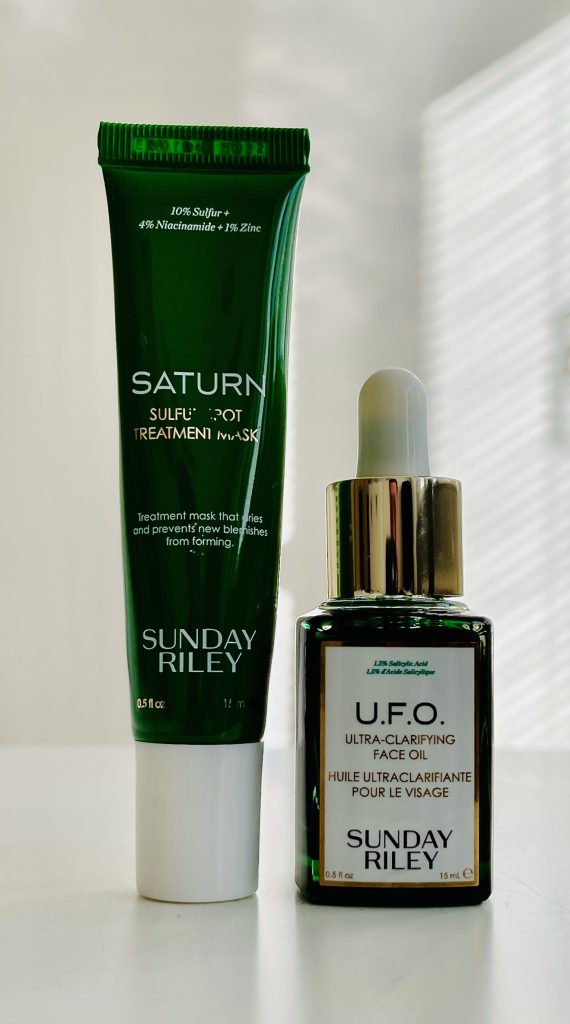 10% Sulfur +
4% Niacinamide + 1% Zinc
SATURN
TREATMENT MASK
Treatment mask that dries
and prevents new blemishes
from forming.
SUNDAY
RILEY
0.5 fl oz
1.5% Salicylic Acid
1,5% d'Acide Salicylique
U.F.O.
ULTRA-CLARIFYING
FACE OIL
HUILE ULTRACLARIFIANTE
POUR LE VISAGE
SUNDAY
RILEY
0.5 fl oz 15 mL ℮